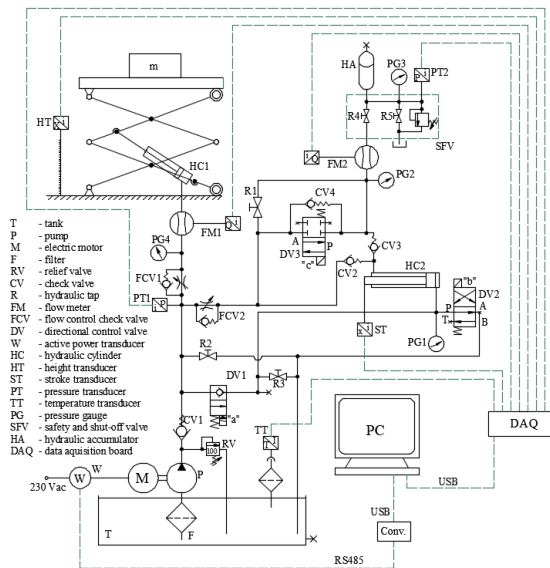 m
HT
HC1
HA
PG3
PT2
R4
R5
SFV
FM2
PG2
R1
CV4
FM1
PG4
A
P
DV3
"c"
CV3
CV2
FCV1
PT1
FCV2
HC2
"b"
DV2
P
A
T
B
ST
PG1
R2
DV1
R3
"a"
CV1
RV
100
TT
PC
DAQ
USB
USB
Conv.
RS485
230 Vac
W
W
M
P
T
F
T - tank
P - pump
M - electric motor
F - filter
RV - relief valve
CV - check valve
R - hydraulic tap
FM - flow meter
FCV - flow control check valve
DV - directional control valve
W - active power transducer
HC - hydraulic cylinder
HT - height transducer
ST - stroke transducer
PT - pressure transducer
TT - temperature transducer
PG - pressure gauge
SFV - safety and shut-off valve
HA - hydraulic accumulator
DAQ - data aquisition board